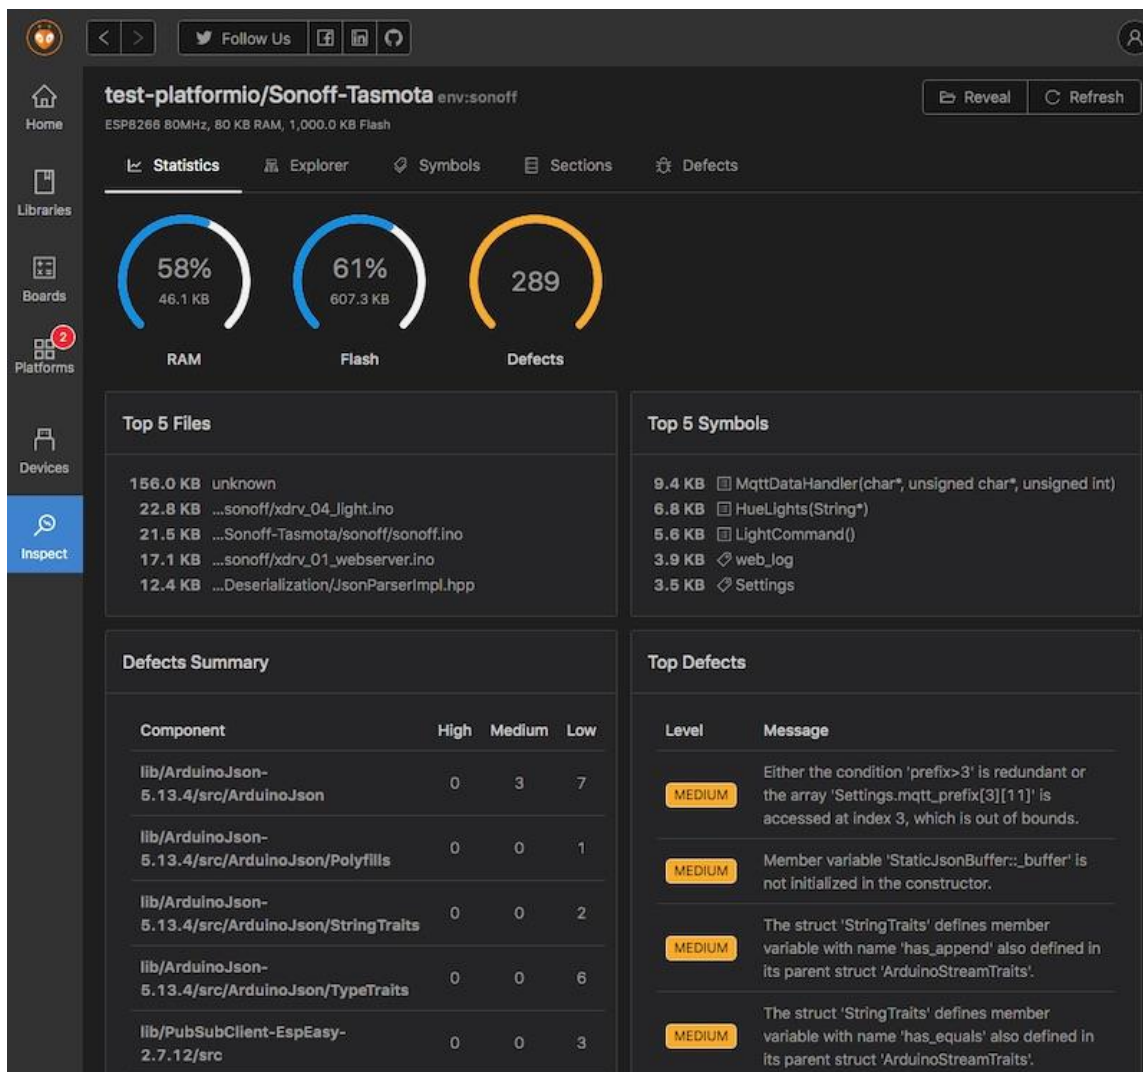 Follow Us
Home
Libraries
Boards
2
Platforms
Devices
Inspect
test-platformio/Sonoff-Tasmota env:sonoff
ESP8266 80MHz, 80 KB RAM, 1,000.0 KB Flash
Reveal
Refresh
Statistics
Explorer
Symbols
Sections
Defects
58%
46.1 KB
RAM
61%
607.3 KB
Flash
289
Defects
Top 5 Files
156.0 KB unknown
22.8 KB ...sonoff/xdrv_04_light.ino
21.5 KB ...Sonoff-Tasmota/sonoff/sonoff.ino
17.1 KB ...sonoff/xdrv_01_webserver.ino
12.4 KB ...Deserialization/JsonParserImpl.hpp
Top 5 Symbols
9.4 KB MqttDataHandler(char*, unsigned char*, unsigned int)
6.8 KB HueLights(String*)
5.6 KB LightCommand()
3.9 KB web_log
3.5 KB Settings
Defects Summary
Component High Medium Low
lib/ArduinoJson-
5.13.4/src/ArduinoJson 0 3 7
lib/ArduinoJson-
5.13.4/src/ArduinoJson/Polyfills 0 0 1
lib/ArduinoJson-
5.13.4/src/ArduinoJson/StringTraits 0 0 2
lib/ArduinoJson-
5.13.4/src/ArduinoJson/TypeTraits 0 0 6
lib/PubSubClient-EspEasy-
2.7.12/src 0 0 3
Top Defects
Level Message
MEDIUM
Either the condition 'prefix>3' is redundant or
the array 'Settings.mqtt_prefix[3][11]' is
accessed at index 3, which is out of bounds.
MEDIUM
Member variable 'StaticJsonBuffer::_buffer' is
not initialized in the constructor.
MEDIUM
The struct 'StringTraits' defines member
variable with name 'has_append' also defined in
its parent struct 'ArduinoStreamTraits'.
MEDIUM
The struct 'StringTraits' defines member
variable with name 'has_equals' also defined in
its parent struct 'ArduinoStreamTraits'.